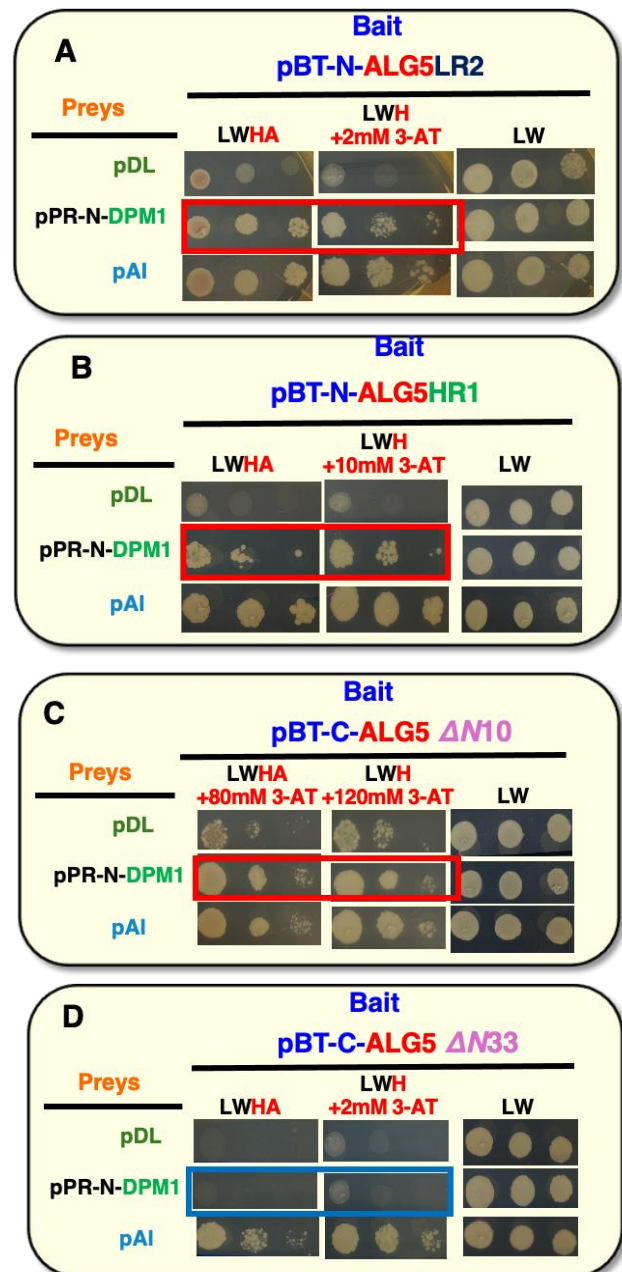 A
Bait
pBT-N-ALG5LR2
Preys
LWHA
LWH
+2mM 3-AT
LW
pDL
pPR-N-DPM1
pAI
B
Bait
pBT-N-ALG5HR1
Preys
LWHA
LWH
+10mM 3-AT
LW
pDL
pPR-N-DPM1
pAI
C
Bait
pBT-C-ALG5 ΔN10
Preys
LWHA
+80mM 3-AT
LWH
+120mM 3-AT
LW
pDL
pPR-N-DPM1
pAI
D
Bait
pBT-C-ALG5 ΔN33
Preys
LWHA
LWH
+2mM 3-AT
LW
pDL
pPR-N-DPM1
pAI